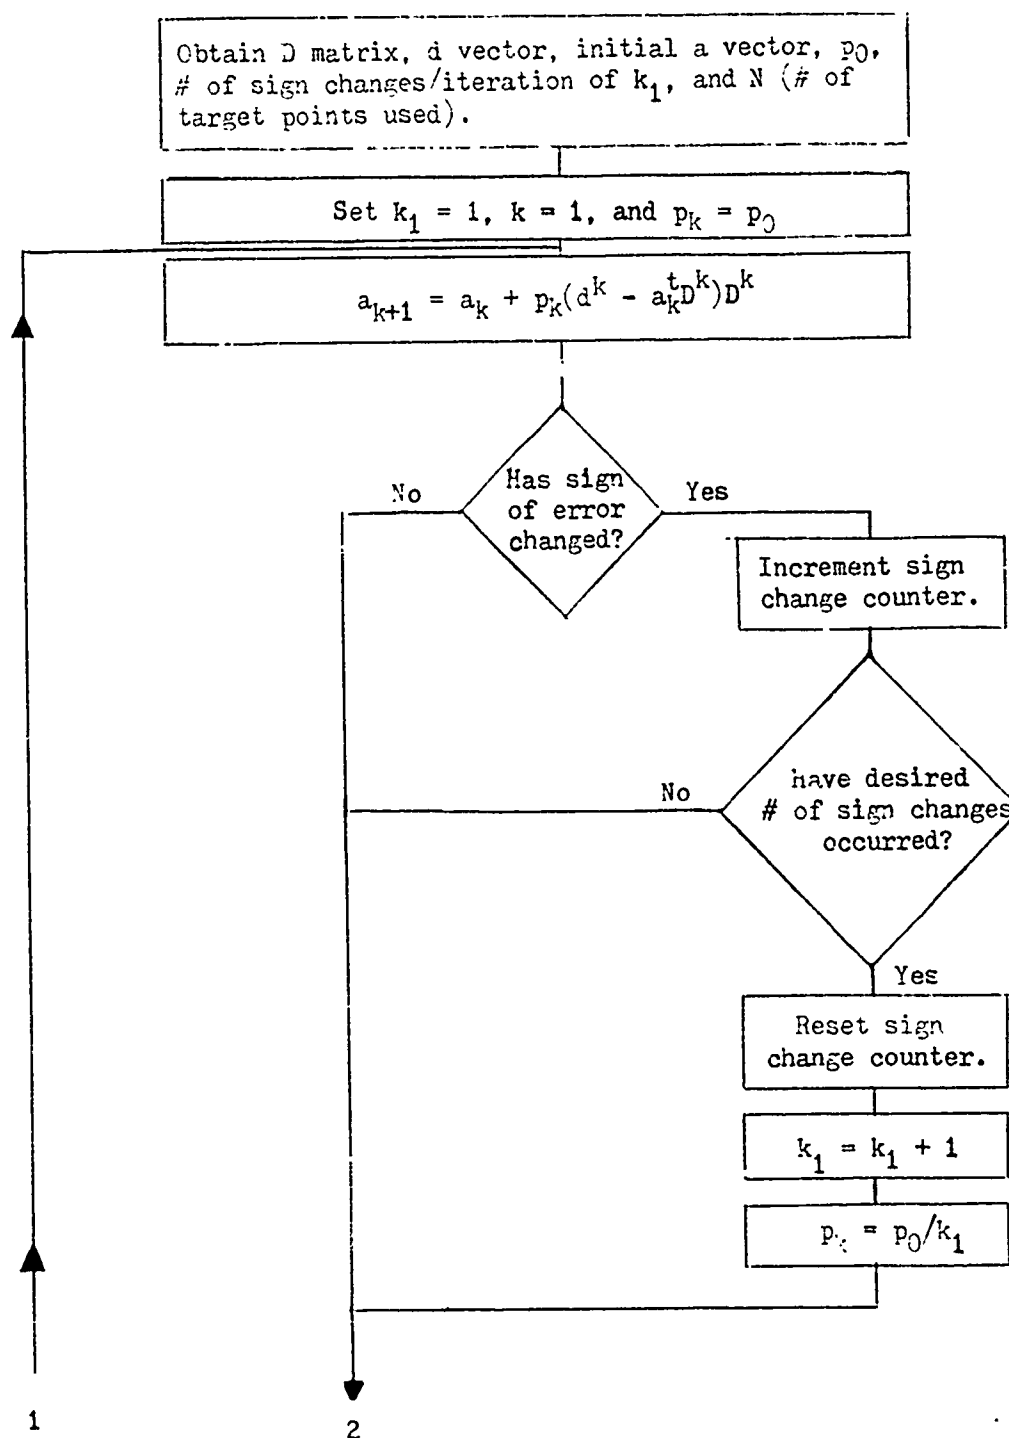 Obtain D matrix, d vector, initial a vector, p₀,
# of sign changes/iteration of k₁, and N (# of
target points used).
Set k₁ = 1, k = 1, and pₖ = p₀
aₖ₊₁ = aₖ + pₖ(dᵏ - aₖᵗDᵏ)Dᵏ
Has sign
of error
changed?
No
Yes
Increment sign
change counter.
have desired
# of sign changes
occurred?
No
Yes
Reset sign
change counter.
k₁ = k₁ + 1
pₖ = p₀/k₁
1
2